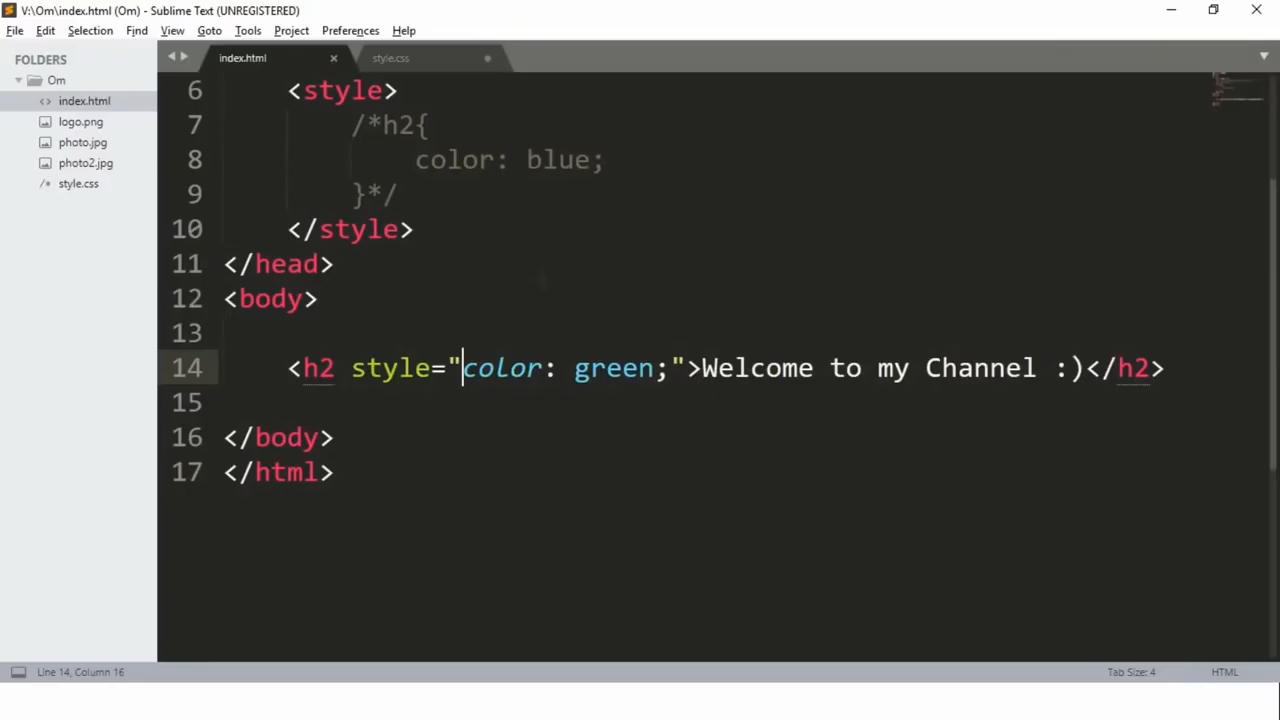 V:\Om\index.html (Om) - Sublime Text (UNREGISTERED)
File Edit Selection Find View Goto Tools Project Preferences Help
FOLDERS
Om
index.html
logo.png
photo.jpg
photo2.jpg
/* style.css
index.html style.css
6 <style>
7 /*h2{
8 color: blue;
9 }*/
10 </style>
11 </head>
12 <body>
13
14 <h2 style="color: green;">Welcome to my Channel :)</h2>
15
16 </body>
17 </html>
Line 14, Column 16 Tab Size: 4 HTML